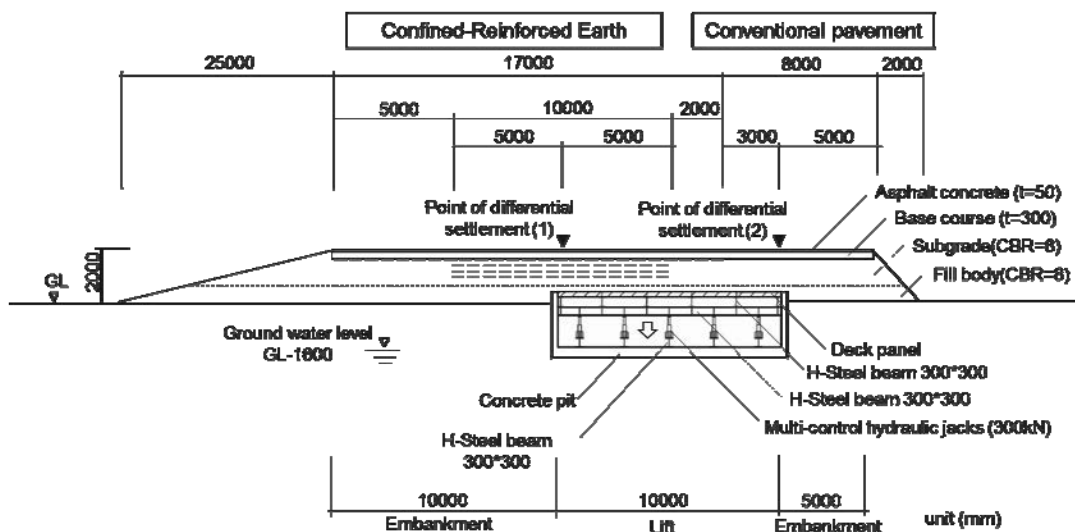 Confined-Reinforced Earth
Conventional pavement
25000
17000
8000
2000
5000
10000
2000
5000
5000
3000
5000
Point of differential
settlement (1)
Point of differential
settlement (2)
Asphalt concrete (t=50)
Base course (t=300)
Subgrade(CBR=6)
Fill body(CBR=6)
2000
GL
Ground water level
GL-1600
Deck panel
H-Steel beam 300*300
H-Steel beam 300*300
Concrete pit
Multi-control hydraulic jacks (300kN)
H-Steel beam
300*300
10000
10000
5000
Embankment
Lift
Embankment
unit (mm)